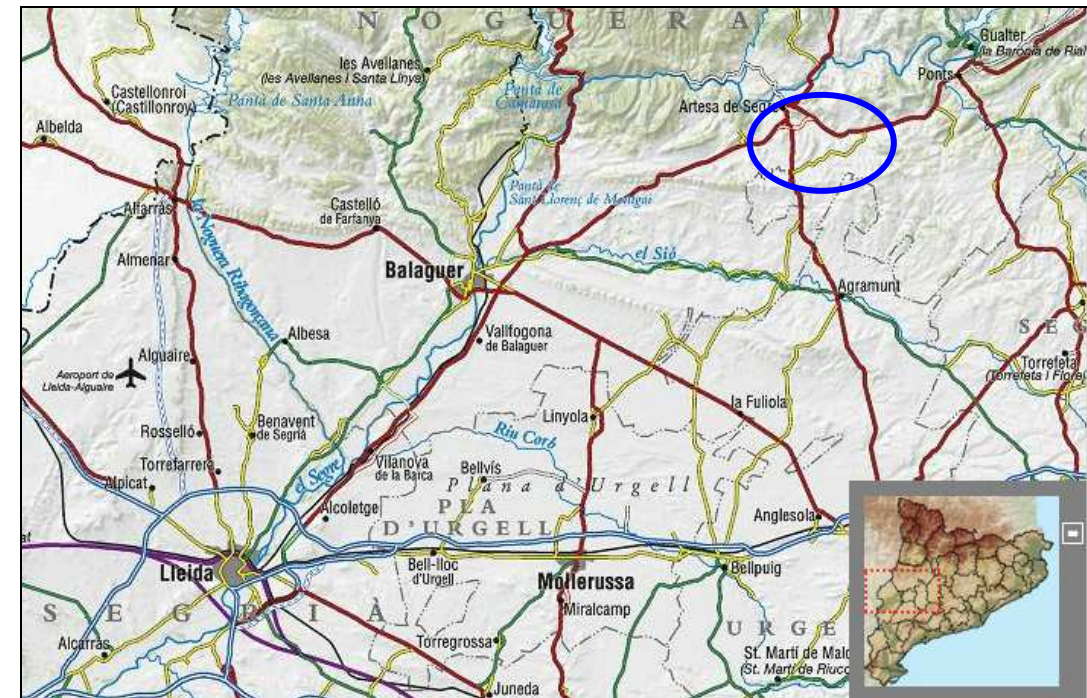 N O G U E R A
Gualter
(la Baronia de Rial
Ponts
les Avellanes
(les Avellanes i Santa Linya)
Castellonroi
(Castillonroy)
Pantà de Santa Anna
Pantà de
Camarasa
Artesa de Segre
Albelda
Alfarràs
la Noguera Ribagorçana
Castelló
de Farfanya
Pantà de
Sant Llorenç de Montgai
Almenar
Balaguer
el Sió
Agramunt
Albesa
Vallfogona
de Balaguer
S E G
Alguaire
Aeroport de
Lleida-Alguaire
Torrefeta
(Torrefeta i Flore
la Fuliola
Linyola
Benavent
de Segrià
Rosselló
Riu Corb
Torrefarrera
Vilanova
de la Barca
Bellvís
Alpicat
el Segre
Plana d'Urgell
Alcoletge
PLA
D'URGELL
Anglesola
Lleida
Bell-lloc
d'Urgell
Mollerussa
Bellpuig
Miralcamp
S E G R I À
Alcarràs
Torregrossa
U R G E
St. Martí de Mald
(St. Martí de Riuco
Juneda